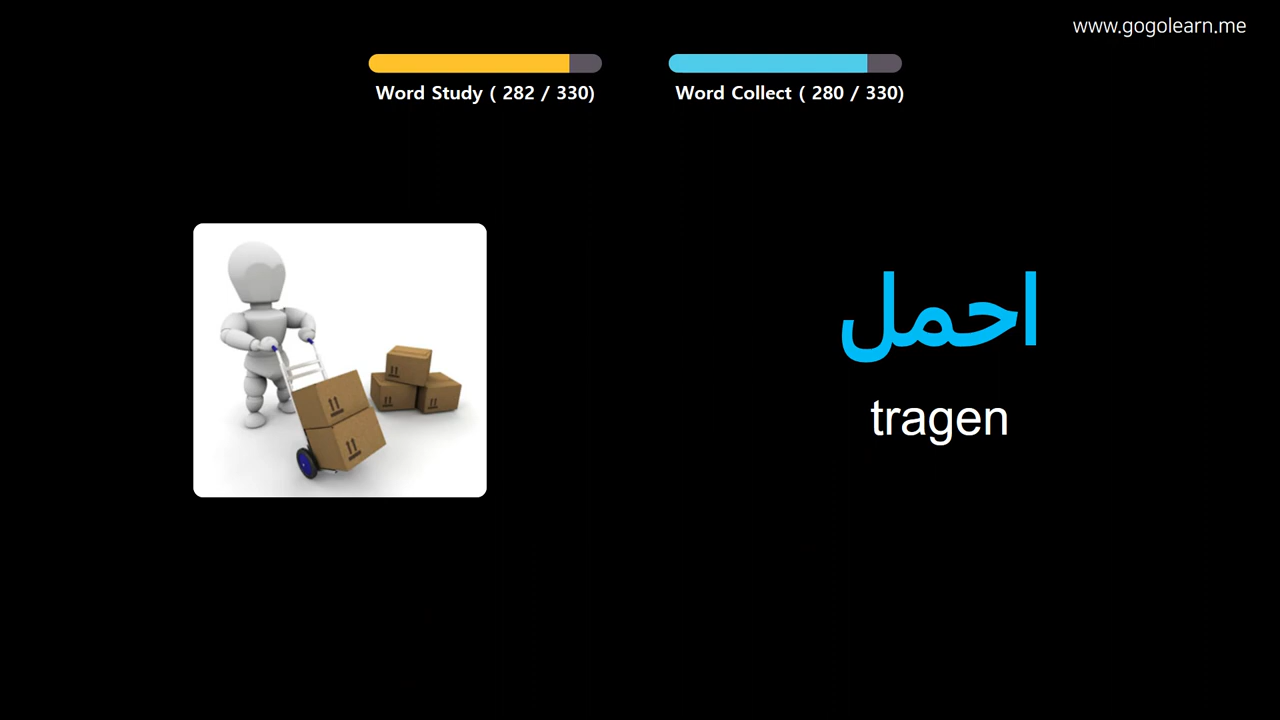 www.gogolearn.me
Word Study ( 282 / 330)
Word Collect ( 280 / 330)
احمل
tragen